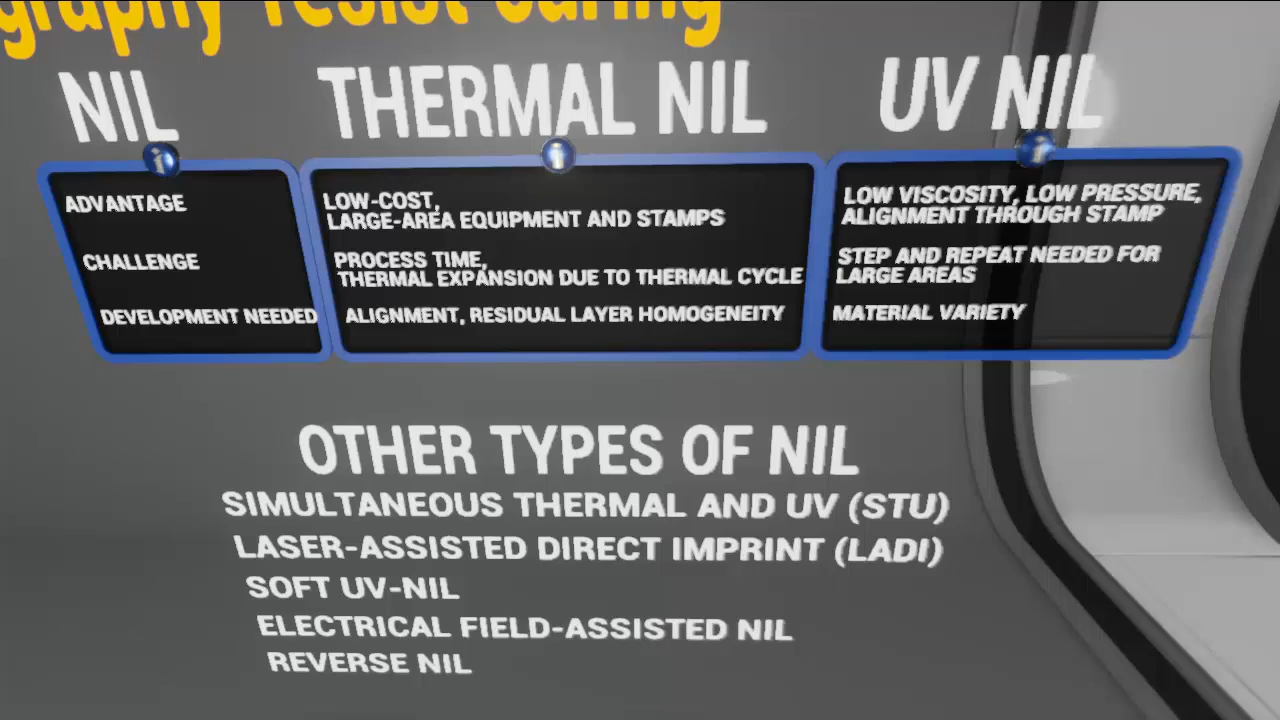 resist curing
NIL
THERMAL NIL
UV NIL
ADVANTAGE
LOW-COST,
LARGE-AREA EQUIPMENT AND STAMPS
LOW VISCOSITY, LOW PRESSURE,
ALIGNMENT THROUGH STAMP
CHALLENGE
PROCESS TIME,
THERMAL EXPANSION DUE TO THERMAL CYCLE
STEP AND REPEAT NEEDED FOR
LARGE AREAS
DEVELOPMENT NEEDED
ALIGNMENT, RESIDUAL LAYER HOMOGENEITY
MATERIAL VARIETY
OTHER TYPES OF NIL
SIMULTANEOUS THERMAL AND UV (STU)
LASER-ASSISTED DIRECT IMPRINT (LADI)
SOFT UV-NIL
ELECTRICAL FIELD-ASSISTED NIL
REVERSE NIL